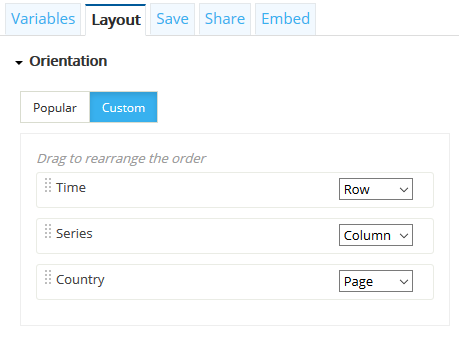 Variables Layout Save Share Embed
Orientation
Popular Custom
Drag to rearrange the order
Time Row
Series Column
Country Page